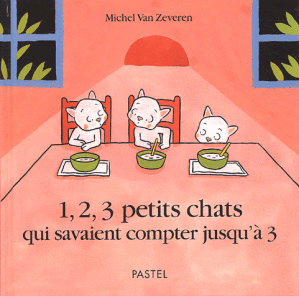 Michel Van Zeveren
1, 2, 3 petits chats
qui savaient compter jusqu'à 3
PASTEL